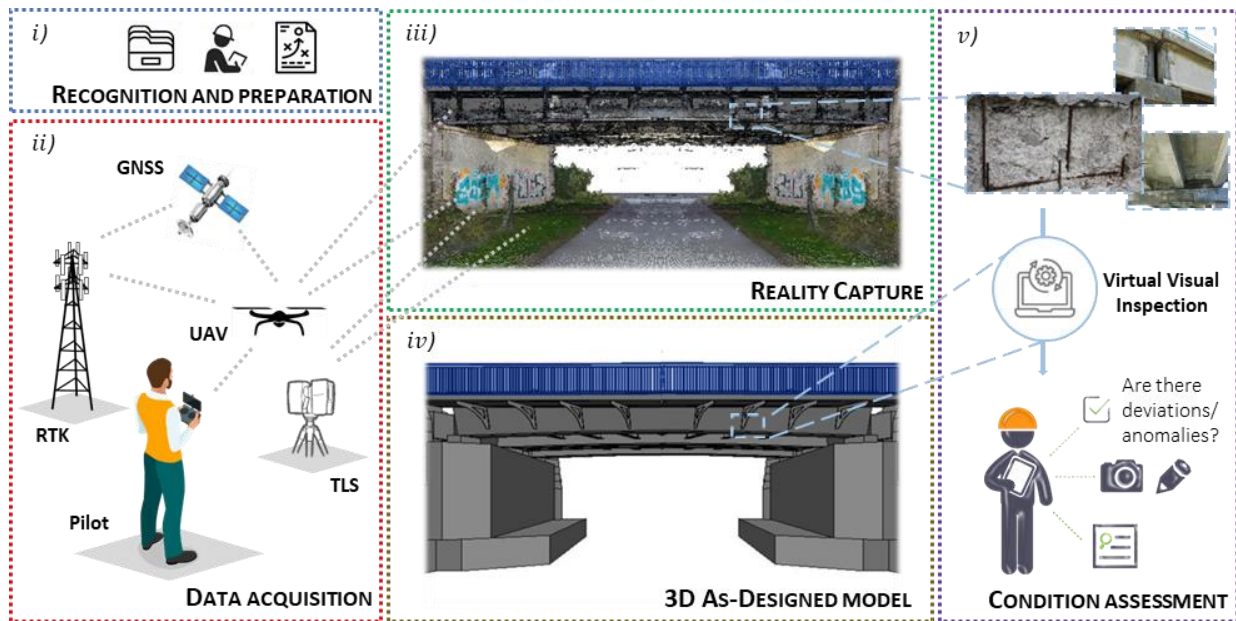 i)
RECOGNITION AND PREPARATION
ii)
GNSS
UAV
RTK
TLS
Pilot
DATA ACQUISITION
iii)
REALITY CAPTURE
iv)
3D AS-DESIGNED MODEL
v)
Virtual Visual
Inspection
Are there
deviations/
anomalies?
CONDITION ASSESSMENT